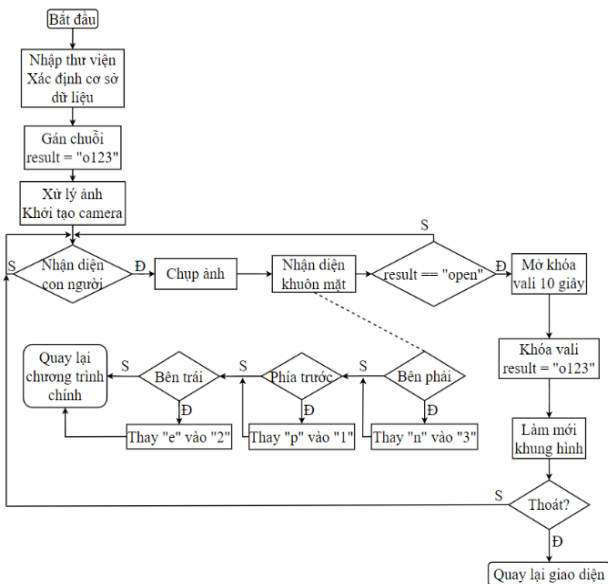 Bắt đầu
Nhập thư viện
Xác định cơ sở
dữ liệu
Gán chuỗi
result = "o123"
Xử lý ảnh
Khởi tạo camera
S
S
Nhận diện
con người
Đ
Chụp ảnh
Nhận diện
khuôn mặt
result == "open"
Đ
Mở khóa
vali 10 giây
Khóa vali
result = "o123"
Quay lại
chương trình
chính
S
Bên trái
S
Phía trước
S
Bên phải
Đ
Đ
Đ
Thay "e" vào "2"
Thay "p" vào "1"
Thay "n" vào "3"
Làm mới
khung hình
S
Thoát?
Đ
Quay lại giao diện